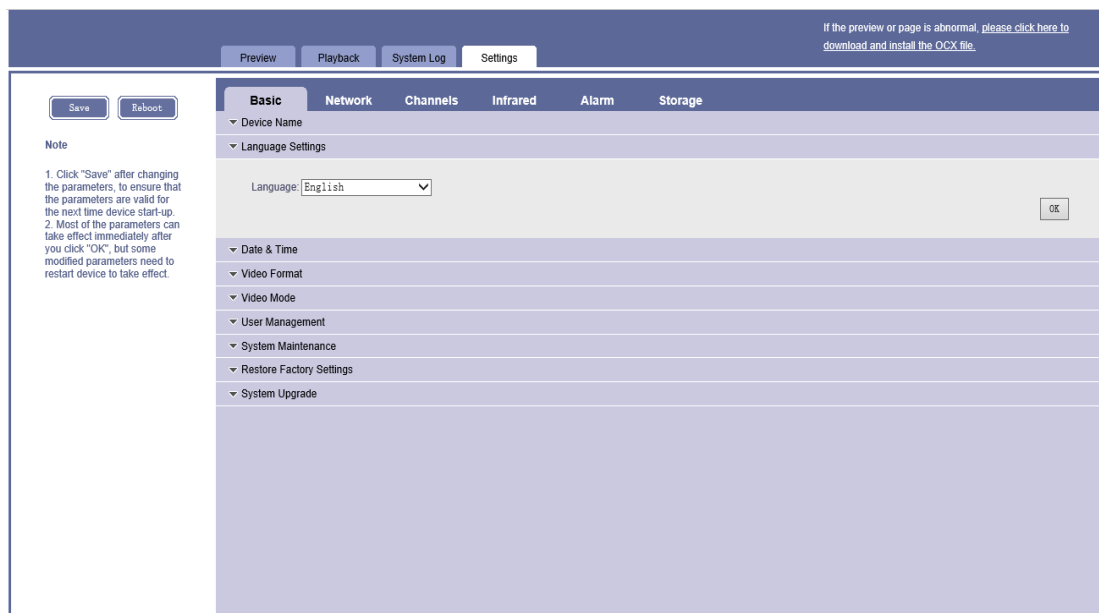 If the preview or page is abnormal, please click here to
download and install the OCX file.
Preview Playback System Log Settings
Save Reboot
Basic Network Channels Infrared Alarm Storage
Note
1. Click "Save" after changing
the parameters, to ensure that
the parameters are valid for
the next time device start-up.
2. Most of the parameters can
take effect immediately after
you click "OK", but some
modified parameters need to
restart device to take effect.
Device Name
Language Settings
Language: English
OK
Date & Time
Video Format
Video Mode
User Management
System Maintenance
Restore Factory Settings
System Upgrade